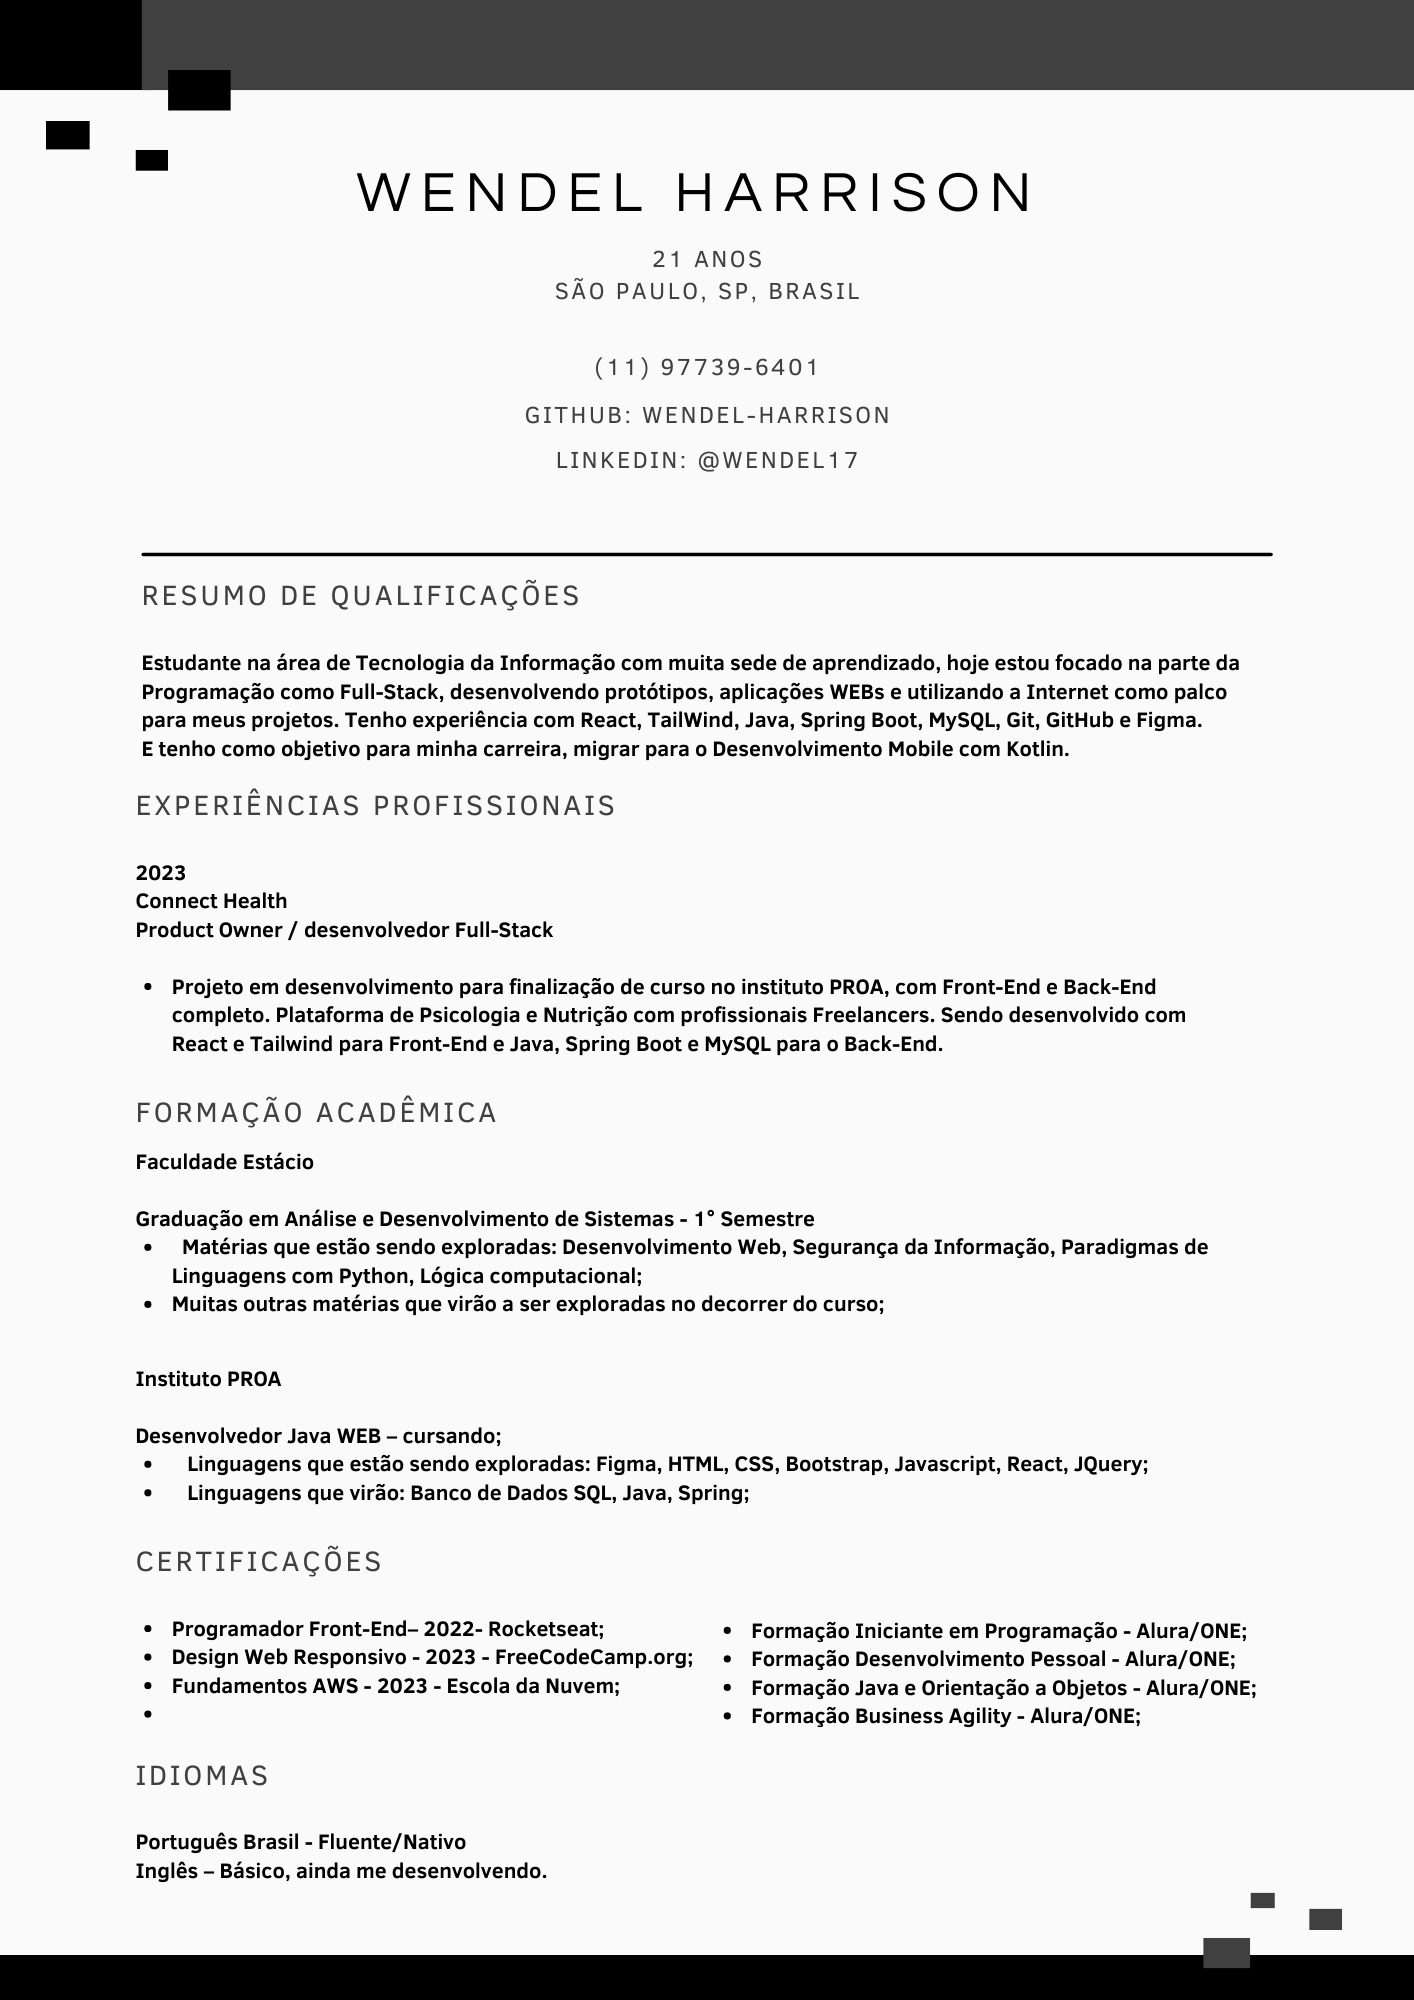 WENDEL HARRISON
21 ANOS
SÃO PAULO, SP, BRASIL
(11) 97739-6401
GITHUB: WENDEL-HARRISON
LINKEDIN: @WENDEL17
RESUMO DE QUALIFICAÇÕES
Estudante na área de Tecnologia da Informação com muita sede de aprendizado, hoje estou focado na parte da
Programação como Full-Stack, desenvolvendo protótipos, aplicações WEBs e utilizando a Internet como palco
para meus projetos. Tenho experiência com React, TailWind, Java, Spring Boot, MySQL, Git, GitHub e Figma.
E tenho como objetivo para minha carreira, migrar para o Desenvolvimento Mobile com Kotlin.
EXPERIÊNCIAS PROFISSIONAIS
2023
Connect Health
Product Owner / desenvolvedor Full-Stack
• Projeto em desenvolvimento para finalização de curso no instituto PROA, com Front-End e Back-End
completo. Plataforma de Psicologia e Nutrição com profissionais Freelancers. Sendo desenvolvido com
React e Tailwind para Front-End e Java, Spring Boot e MySQL para o Back-End.
FORMAÇÃO ACADÊMICA
Faculdade Estácio
Graduação em Análise e Desenvolvimento de Sistemas - 1° Semestre
• Matérias que estão sendo exploradas: Desenvolvimento Web, Segurança da Informação, Paradigmas de
Linguagens com Python, Lógica computacional;
• Muitas outras matérias que virão a ser exploradas no decorrer do curso;
Instituto PROA
Desenvolvedor Java WEB – cursando;
• Linguagens que estão sendo exploradas: Figma, HTML, CSS, Bootstrap, Javascript, React, JQuery;
• Linguagens que virão: Banco de Dados SQL, Java, Spring;
CERTIFICAÇÕES
• Programador Front-End– 2022- Rocketseat;
• Design Web Responsivo - 2023 - FreeCodeCamp.org;
• Fundamentos AWS - 2023 - Escola da Nuvem;
•
• Formação Iniciante em Programação - Alura/ONE;
• Formação Desenvolvimento Pessoal - Alura/ONE;
• Formação Java e Orientação a Objetos - Alura/ONE;
• Formação Business Agility - Alura/ONE;
IDIOMAS
Português Brasil - Fluente/Nativo
Inglês – Básico, ainda me desenvolvendo.